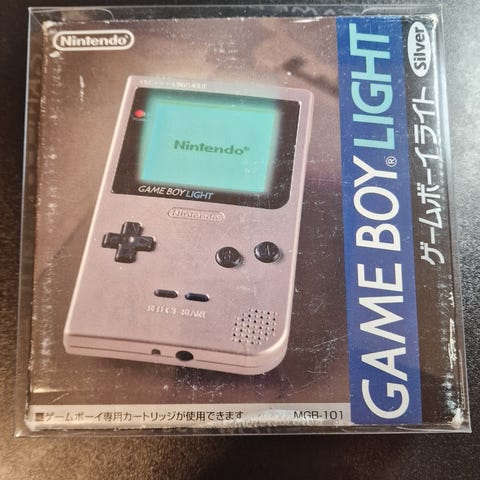 Nintendo®
Nintendo®
GAME BOY LIGHT
Nintendo
B
A
SELECT START
■ゲームボーイ専用カートリッジが使用できます
MGB-101
GAME BOY® LIGHT
ゲームボーイライト
Silver